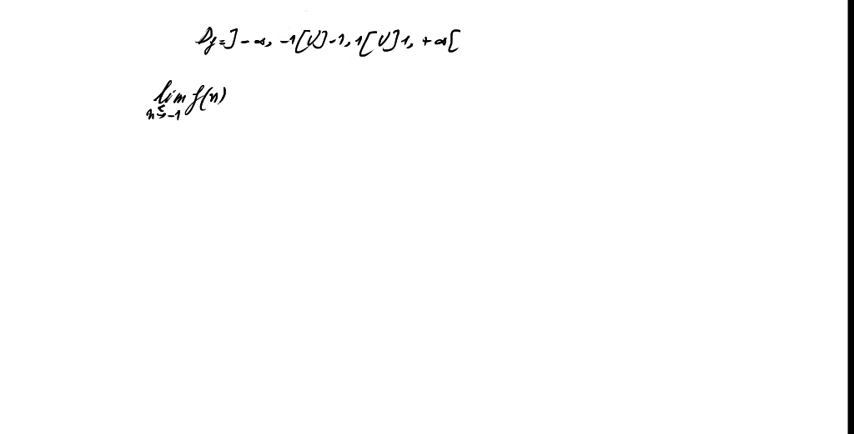 Df = ]-∞, -1[ U ]-1, 1[ U ]1, +∞[
lim f(x)
x ≤→ -1